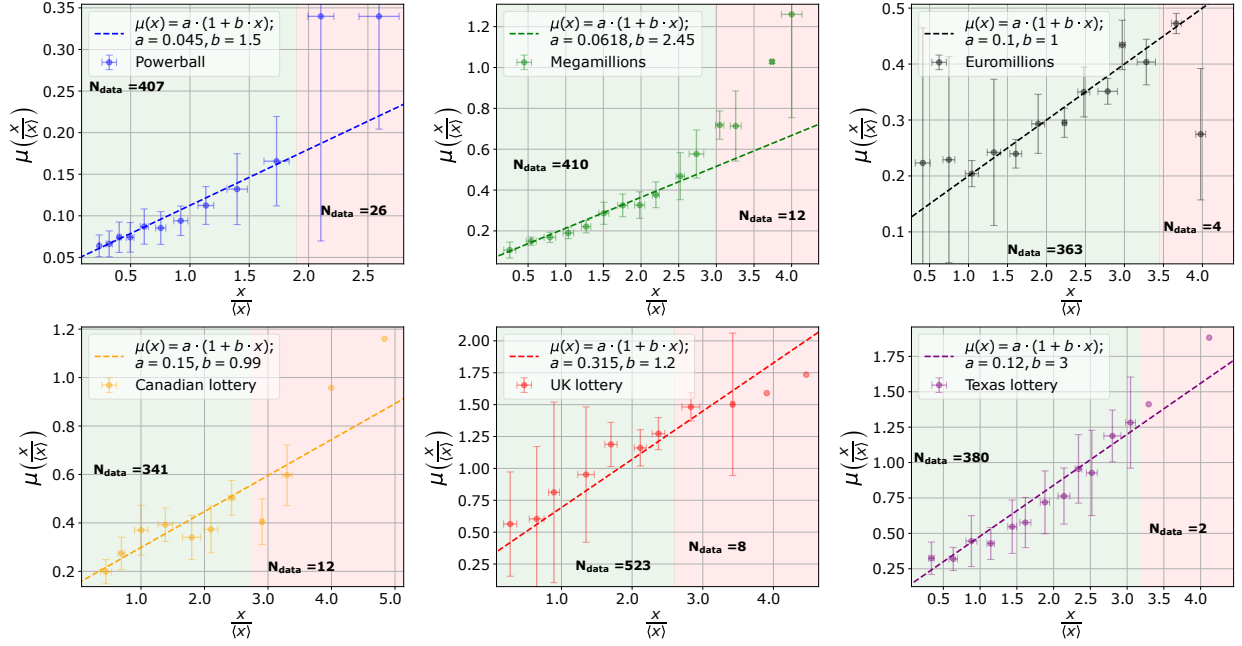 0.35
0.30
0.25
0.20
0.15
0.10
0.05
μ(x/⟨x⟩)
μ(x) = a · (1 + b · x);
a = 0.045, b = 1.5
Powerball
N_data =407
N_data =26
0.5 1.0 1.5 2.0 2.5
x/⟨x⟩
1.2
1.0
0.8
0.6
0.4
0.2
μ(x/⟨x⟩)
μ(x) = a · (1 + b · x);
a = 0.0618, b = 2.45
Megamillions
N_data =410
N_data =12
0.0 1.0 2.0 3.0 4.0
x/⟨x⟩
0.5
0.4
0.3
0.2
0.1
μ(x/⟨x⟩)
μ(x) = a · (1 + b · x);
a = 0.1, b = 1
Euromillions
N_data =4
N_data =363
0.5 1.0 1.5 2.0 2.5 3.0 3.5 4.0
x/⟨x⟩
1.2
1.0
0.8
0.6
0.4
0.2
μ(x/⟨x⟩)
μ(x) = a · (1 + b · x);
a = 0.15, b = 0.99
Canadian lottery
N_data =341
N_data =12
1.0 2.0 3.0 4.0 5.0
x/⟨x⟩
2.00
1.75
1.50
1.25
1.00
0.75
0.50
μ(x/⟨x⟩)
μ(x) = a · (1 + b · x);
a = 0.315, b = 1.2
UK lottery
N_data =8
N_data =523
0.0 1.0 2.0 3.0 4.0
x/⟨x⟩
1.75
1.50
1.25
1.00
0.75
0.50
0.25
μ(x/⟨x⟩)
μ(x) = a · (1 + b · x);
a = 0.12, b = 3
Texas lottery
N_data =380
N_data =2
0.5 1.0 1.5 2.0 2.5 3.0 3.5 4.0
x/⟨x⟩